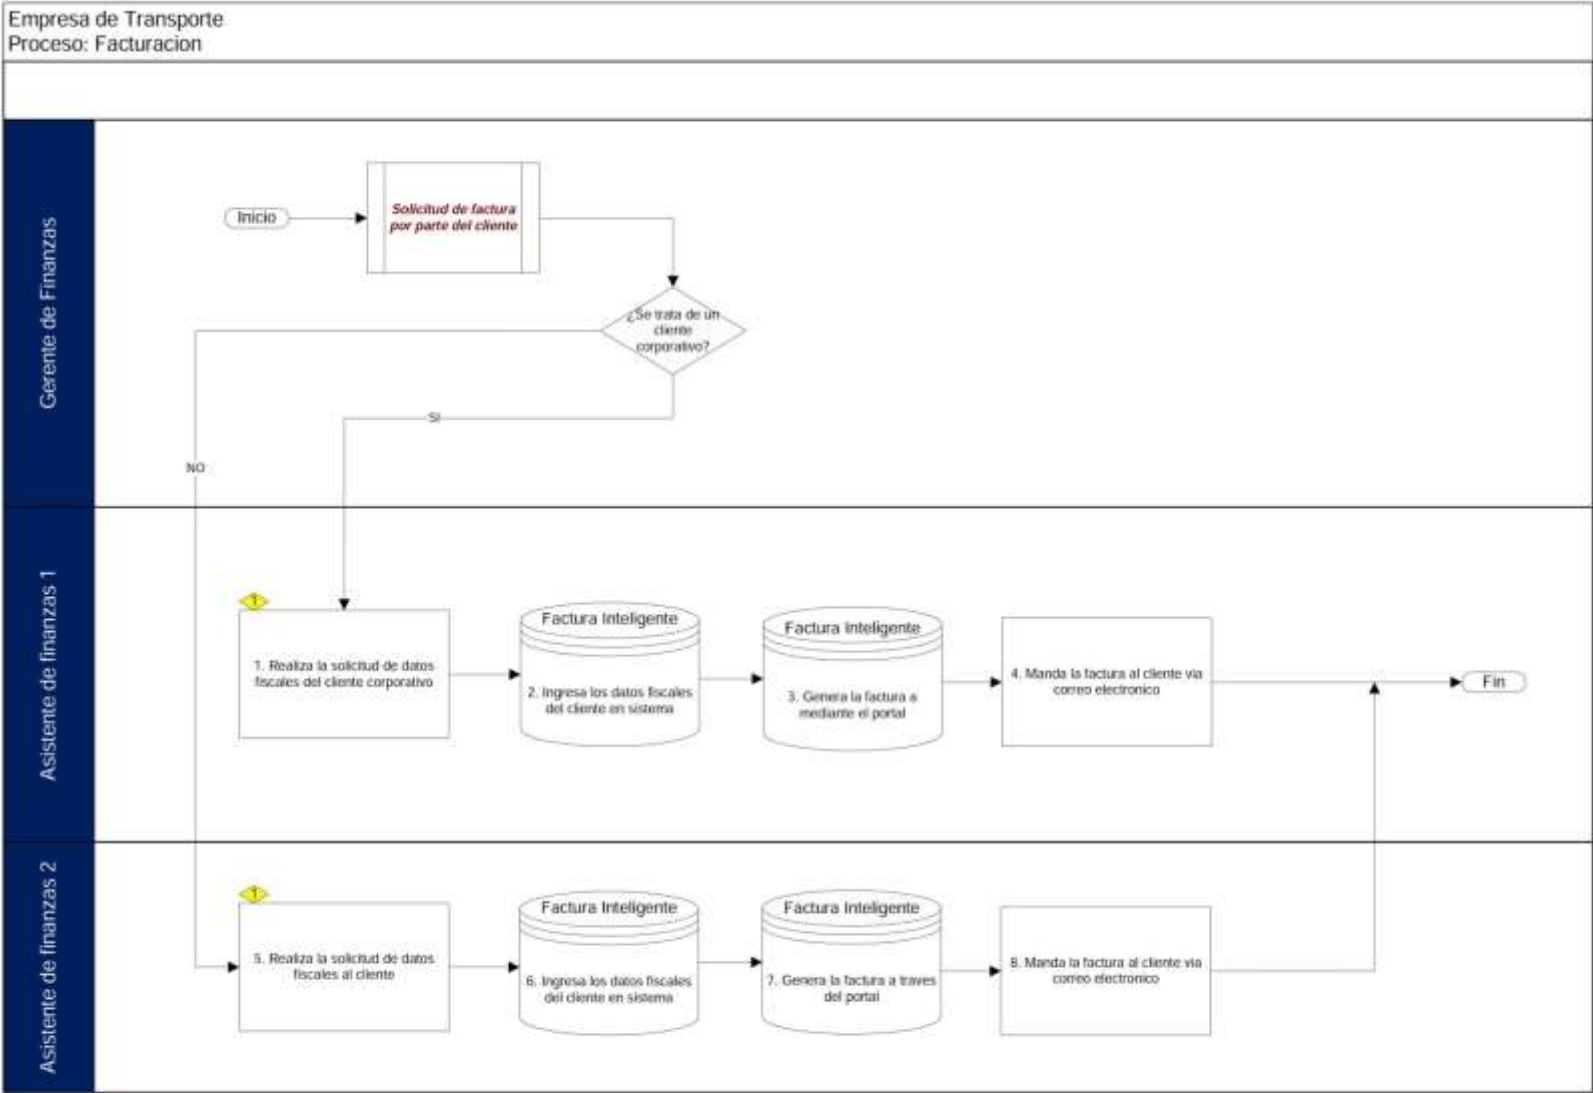 Empresa de Transporte
Proceso: Facturacion
Gerente de Finanzas
Inicio
Solicitud de factura
por parte del cliente
¿Se trata de un
cliente
corporativo?
SI
NO
Asistente de finanzas 1
1
1. Realiza la solicitud de datos
fiscales del cliente corporativo
Factura Inteligente
2. Ingresa los datos fiscales
del cliente en sistema
Factura Inteligente
3. Genera la factura a
mediante el portal
4. Manda la factura al cliente via
correo electronico
Fin
Asistente de finanzas 2
1
5. Realiza la solicitud de datos
fiscales al cliente
Factura Inteligente
6. Ingresa los datos fiscales
del cliente en sistema
Factura Inteligente
7. Genera la factura a traves
del portal
8. Manda la factura al cliente via
correo electronico